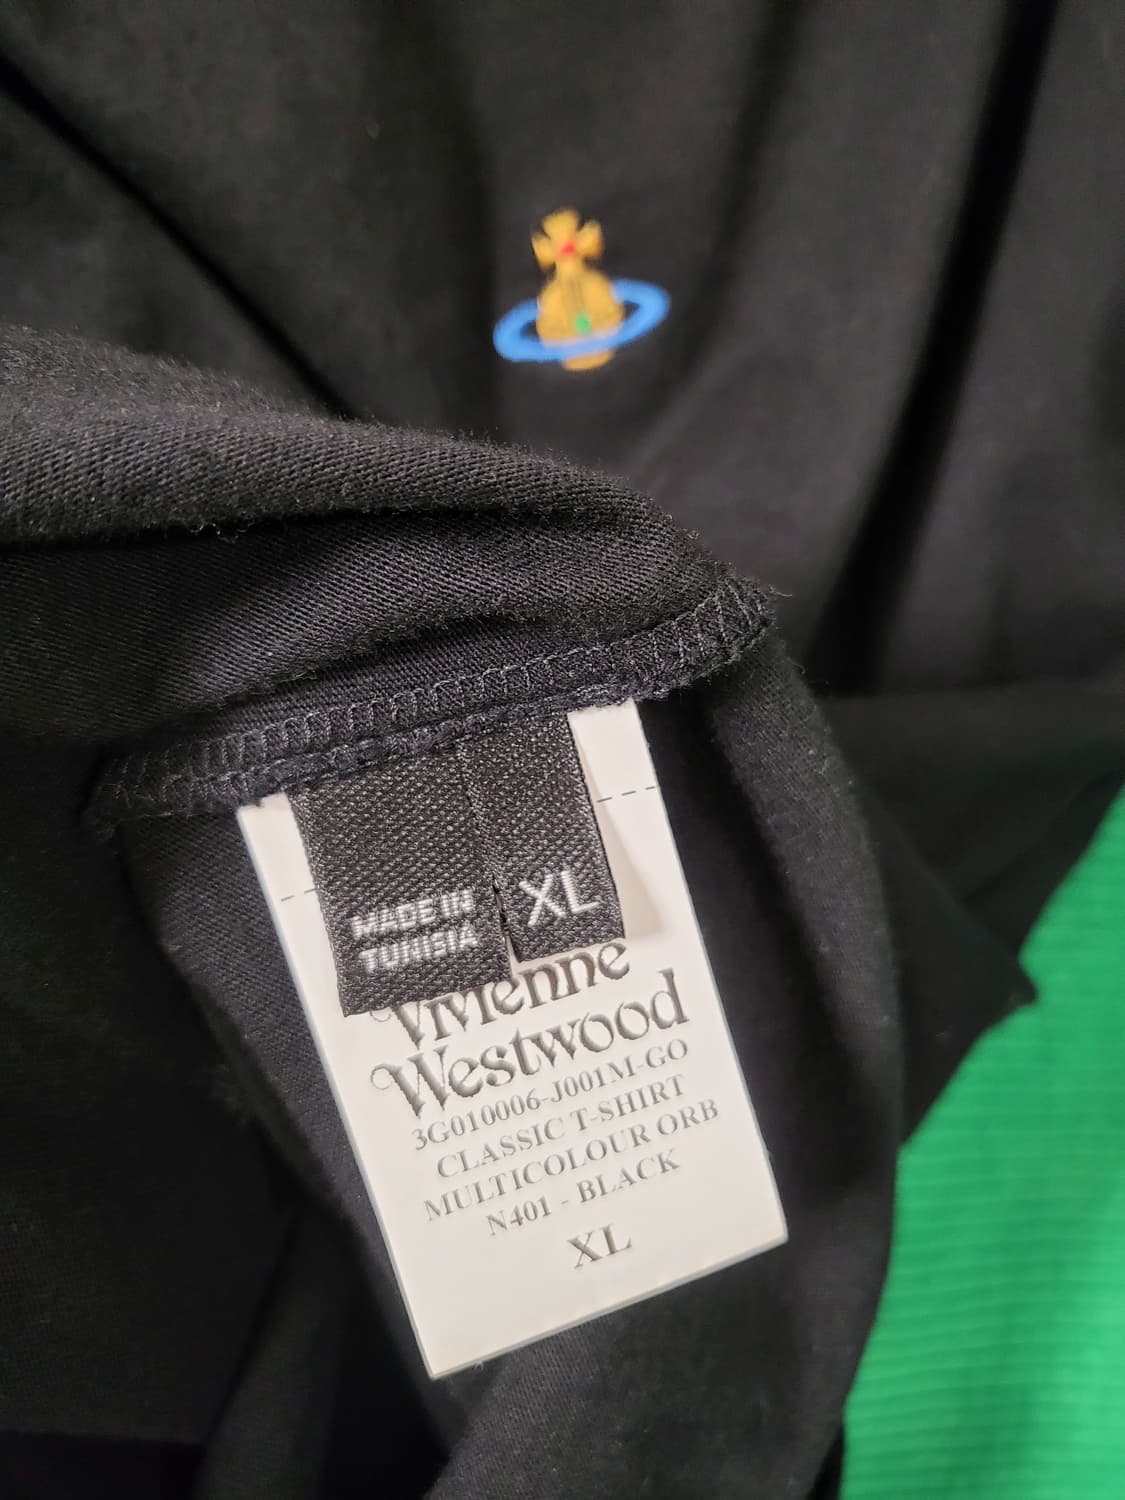 MADE IN
TUNISIA
XL
Vivienne
Westwood
3G010006-J001M-GO
CLASSIC T-SHIRT
MULTICOLOUR ORB
N401 - BLACK
XL